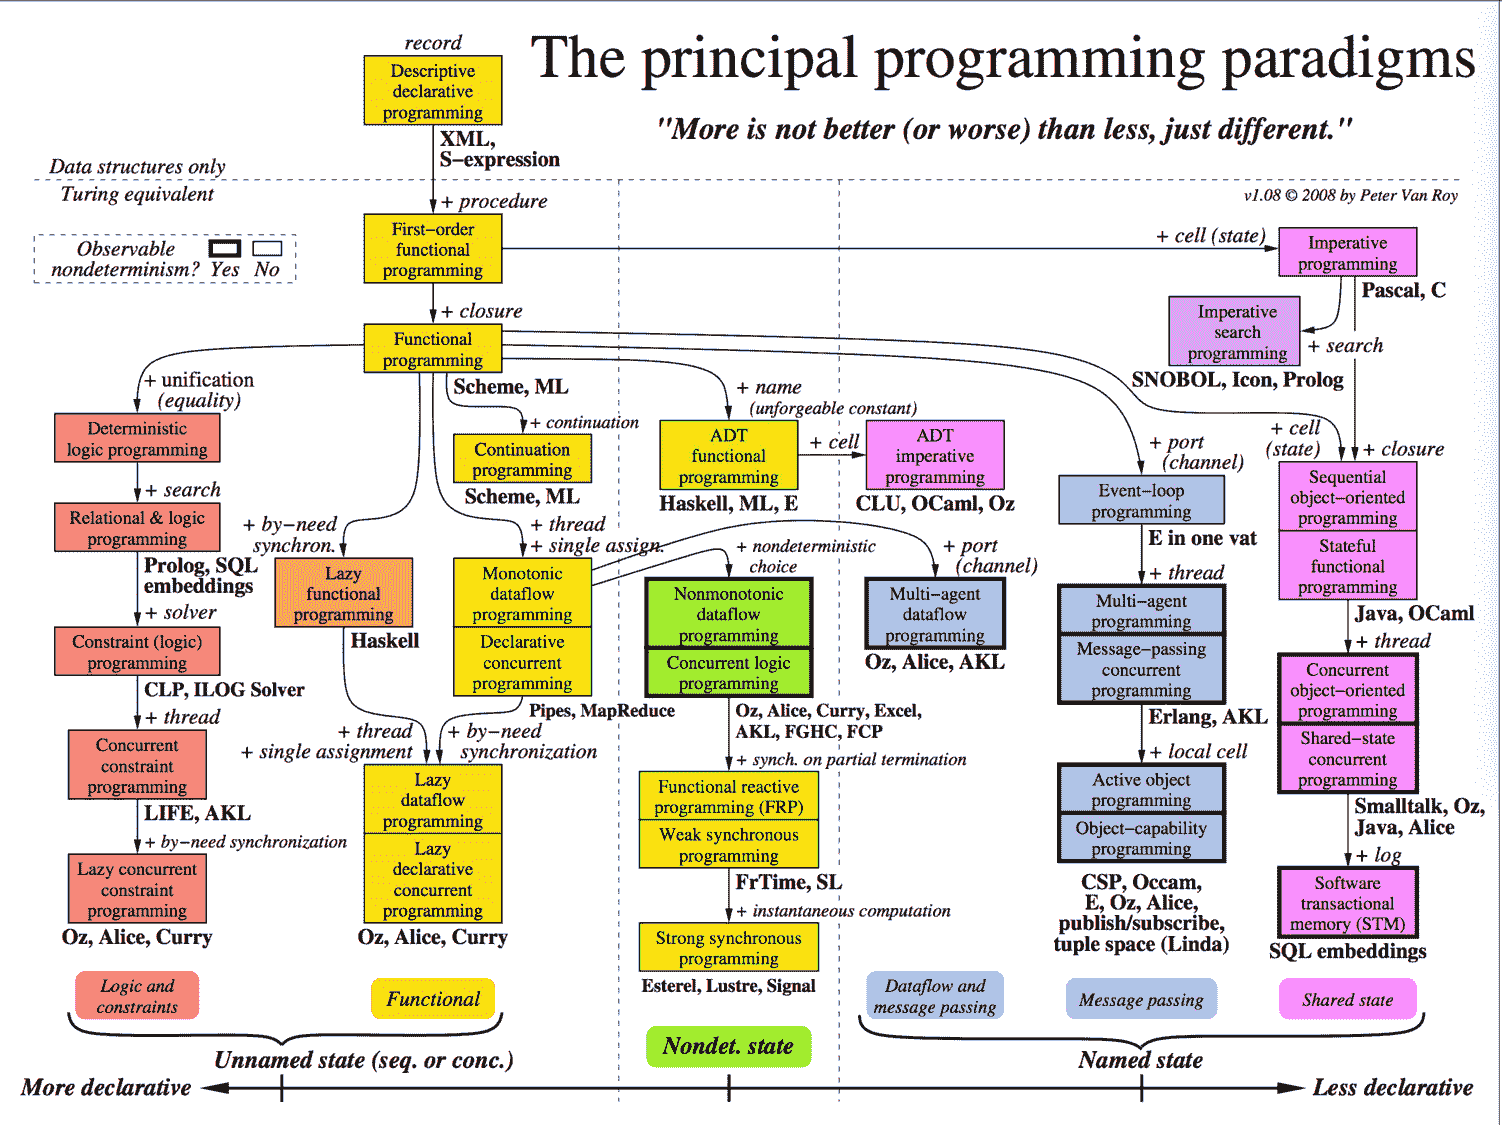 The principal programming paradigms
"More is not better (or worse) than less, just different."
v1.08 © 2008 by Peter Van Roy
record
Descriptive
declarative
programming
XML,
S−expression
Data structures only
Turing equivalent
Observable
nondeterminism? Yes No
+ procedure
First−order
functional
programming
+ cell (state)
Imperative
programming
Pascal, C
Imperative
search
programming
+ search
SNOBOL, Icon, Prolog
+ closure
Functional
programming
Scheme, ML
+ unification
(equality)
Deterministic
logic programming
+ search
Relational & logic
programming
Prolog, SQL
embeddings
+ solver
Constraint (logic)
programming
CLP, ILOG Solver
+ thread
Concurrent
constraint
programming
LIFE, AKL
+ by−need synchronization
Lazy concurrent
constraint
programming
Oz, Alice, Curry
+ continuation
Continuation
programming
Scheme, ML
+ by−need
synchron.
Lazy
functional
programming
Haskell
+ thread
+ single assign.
Monotonic
dataflow
programming
Declarative
concurrent
programming
Pipes, MapReduce
+ thread
+ single assignment
+ by−need
synchronization
Lazy
dataflow
programming
Lazy
declarative
concurrent
programming
Oz, Alice, Curry
+ name
(unforgeable constant)
ADT
functional
programming
Haskell, ML, E
+ cell
ADT
imperative
programming
CLU, OCaml, Oz
+ nondeterministic
choice
Nonmonotonic
dataflow
programming
Concurrent logic
programming
Oz, Alice, Curry, Excel,
AKL, FGHC, FCP
+ synch. on partial termination
Functional reactive
programming (FRP)
Weak synchronous
programming
FrTime, SL
+ instantaneous computation
Strong synchronous
programming
Esterel, Lustre, Signal
+ port
(channel)
Multi−agent
dataflow
programming
Oz, Alice, AKL
+ port
(channel)
Event−loop
programming
E in one vat
+ thread
Multi−agent
programming
Message−passing
concurrent
programming
Erlang, AKL
+ local cell
Active object
programming
Object−capability
programming
CSP, Occam,
E, Oz, Alice,
publish/subscribe,
tuple space (Linda)
+ cell
(state)
+ closure
Sequential
object−oriented
programming
Stateful
functional
programming
Java, OCaml
+ thread
Concurrent
object−oriented
programming
Shared−state
concurrent
programming
Smalltalk, Oz,
Java, Alice
+ log
Software
transactional
memory (STM)
SQL embeddings
Logic and
constraints
Functional
Dataflow and
message passing
Message passing
Shared state
Unnamed state (seq. or conc.)
Nondet. state
Named state
More declarative
Less declarative